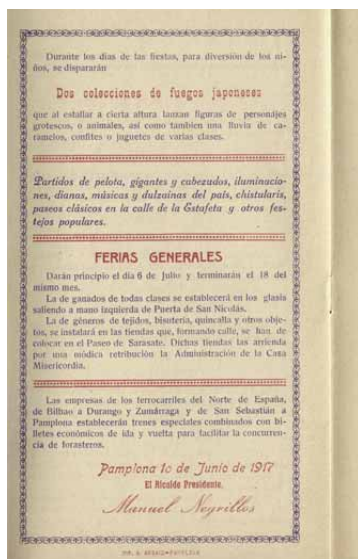 Durante los días de las fiestas, para diversión de los ni-
ños, se dispararán
Dos colecciones de fuegos japoneses
que al estallar a cierta altura lanzan figuras de personajes
grotescos, o animales, así como tambien una lluvia de ca-
ramelos, confites o juguetes de varias clases.
Partidos de pelota, gigantes y cabezudos, iluminacio-
nes, dianas, músicas y dulzainas del país, chistularis,
paseos clásicos en la calle de la Estafeta y otros fes-
tejos populares.
FERIAS GENERALES
Darán principio el día 6 de Julio y terminarán el 18 del
mismo mes.
La de ganados de todas clases se establecerá en los glasis
saliendo a mano izquierda de Puerta de San Nicolás.
La de géneros de tejidos, bisutería, quincalla y otros obje-
tos, se instalará en las tiendas que, formando calle, se han de
colocar en el Paseo de Sarasate. Dichas tiendas las arrienda
por una módica retribución la Administración de la Casa
Misericordia.
Las empresas de los ferrocarriles del Norte de España,
de Bilbao a Durango y Zumárraga y de San Sebastián a
Pamplona establecerán trenes especiales combinados con bi-
lletes económicos de ida y vuelta para facilitar la concurren-
cia de forasteros.
Pamplona 1o de Junio de 1917
El Alcalde Presidente,
Manuel Negrillos